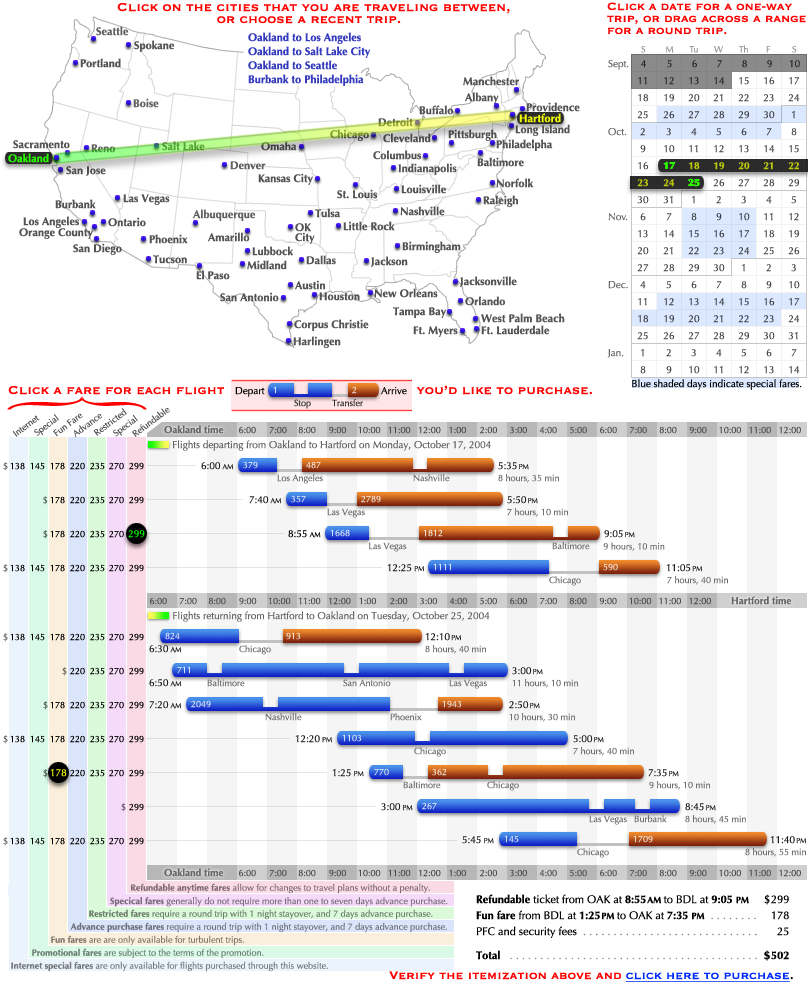 Click on the cities that you are traveling between,
or choose a recent trip.
Oakland to Los Angeles
Oakland to Salt Lake City
Oakland to Seattle
Burbank to Philadelphia
Seattle
Spokane
Portland
Boise
Manchester
Albany
Buffalo
Providence
Hartford
Detroit
Long Island
Chicago
Cleveland
Pittsburgh
Philadelpha
Sacramento
Reno
Salt Lake
Omaha
Columbus
Baltimore
Oakland
San Jose
Denver
Indianapolis
Kansas City
St. Louis
Louisville
Norfolk
Las Vegas
Raleigh
Burbank
Nashville
Los Angeles
Ontario
Albuquerque
Tulsa
Orange County
Amarillo
OK
City
Little Rock
San Diego
Phoenix
Birmingham
Lubbock
Tucson
Midland
Dallas
Jackson
El Paso
Jacksonville
Austin
San Antonio
Houston
New Orleans
Orlando
Tampa Bay
West Palm Beach
Corpus Christie
Ft. Myers
Ft. Lauderdale
Harlingen
Click a date for a one-way
trip, or drag across a range
for a round trip.
S M T W Th F S
Sept. 4 5 6 7 8 9 10
11 12 13 14 15 16 17
18 19 20 21 22 23 24
25 26 27 28 29 30 1
Oct. 2 3 4 5 6 7 8
9 10 11 12 13 14 15
16 17 18 19 20 21 22
23 24 25 26 27 28 29
30 31 1 2 3 4 5
Nov. 6 7 8 9 10 11 12
13 14 15 16 17 18 19
20 21 22 23 24 25 26
27 28 29 30 1 2 3
Dec. 4 5 6 7 8 9 10
11 12 13 14 15 16 17
18 19 20 21 22 23 24
25 26 27 28 29 30 31
Jan. 1 2 3 4 5 6 7
8 9 10 11 12 13 14
Blue shaded days indicate special fares.
Click a fare for each flight
Depart 1 2 Arrive
Stop Transfer
you'd like to purchase.
Internet Special Fun Fare Advance Restricted Special Refundable
Oakland time 6:00 7:00 8:00 9:00 10:00 11:00 12:00 1:00 2:00 3:00 4:00 5:00 6:00 7:00 8:00 9:00 10:00 11:00 12:00
Flights departing from Oakland to Hartford on Monday, October 17, 2004
$ 138 145 178 220 235 270 299 6:00 AM 379 487 5:35 PM
Los Angeles Nashville 8 hours, 35 min
$ 178 220 235 270 299 7:40 AM 357 2789 5:50 PM
Las Vegas 7 hours, 10 min
$ 178 220 235 270 299 8:55 AM 1668 1812 9:05 PM
Las Vegas Baltimore 9 hours, 10 min
$ 138 145 178 220 235 270 299 12:25 PM 1111 590 11:05 PM
Chicago 7 hours, 40 min
6:00 7:00 8:00 9:00 10:00 11:00 12:00 1:00 2:00 3:00 4:00 5:00 6:00 7:00 8:00 9:00 10:00 11:00 12:00 Hartford time
Flights returning from Hartford to Oakland on Tuesday, October 25, 2004
$ 138 145 178 220 235 270 299 824 913 12:10 PM
6:30 AM Chicago 8 hours, 40 min
$ 220 235 270 299 711 3:00 PM
6:50 AM Baltimore San Antonio Las Vegas 11 hours, 10 min
$ 178 220 235 270 299 7:20 AM 2049 1943 2:50 PM
Nashville Phoenix 10 hours, 30 min
$ 138 145 178 220 235 270 299 12:20 PM 1103 5:00 PM
Chicago 7 hours, 40 min
$ 178 220 235 270 299 1:25 PM 770 362 7:35 PM
Baltimore Chicago 9 hours, 10 min
$ 299 3:00 PM 267 8:45 PM
Las Vegas Burbank 8 hours, 45 min
$ 138 145 178 220 235 270 299 5:45 PM 145 1709 11:40 PM
Chicago 8 hours, 55 min
Oakland time 6:00 7:00 8:00 9:00 10:00 11:00 12:00 1:00 2:00 3:00 4:00 5:00 6:00 7:00 8:00 9:00 10:00 11:00 12:00
Refundable anytime fares allow for changes to travel plans without a penalty.
Special fares generally do not require more than one to seven days advance purchase.
Restricted fares require a round trip with 1 night stayover, and 7 days advance purchase.
Advance purchase fares require a round trip with 1 night stayover, and 7 days advance purchase.
Fun fares are are only available for turbulent trips.
Promotional fares are subject to the terms of the promotion.
Internet special fares are only available for flights purchased through this website.
Refundable ticket from OAK at 8:55 AM to BDL at 9:05 PM $299
Fun fare from BDL at 1:25 PM to OAK at 7:35 PM ........ 178
PFC and security fees 25
Total $502
Verify the itemization above and click here to purchase.